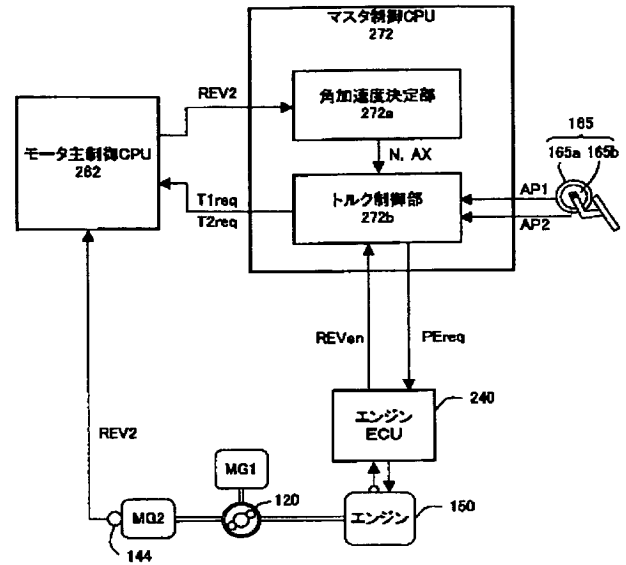 マスタ制御CPU
272
角加速度決定部
272a
REV2
モータ主制御CPU
262
N, AX
165
165a 165b
トルク制御部
272b
T1req
T2req
AP1
AP2
REVen
PEreq
エンジン
ECU
240
REV2
MG1
120
MG2
エンジン
150
144